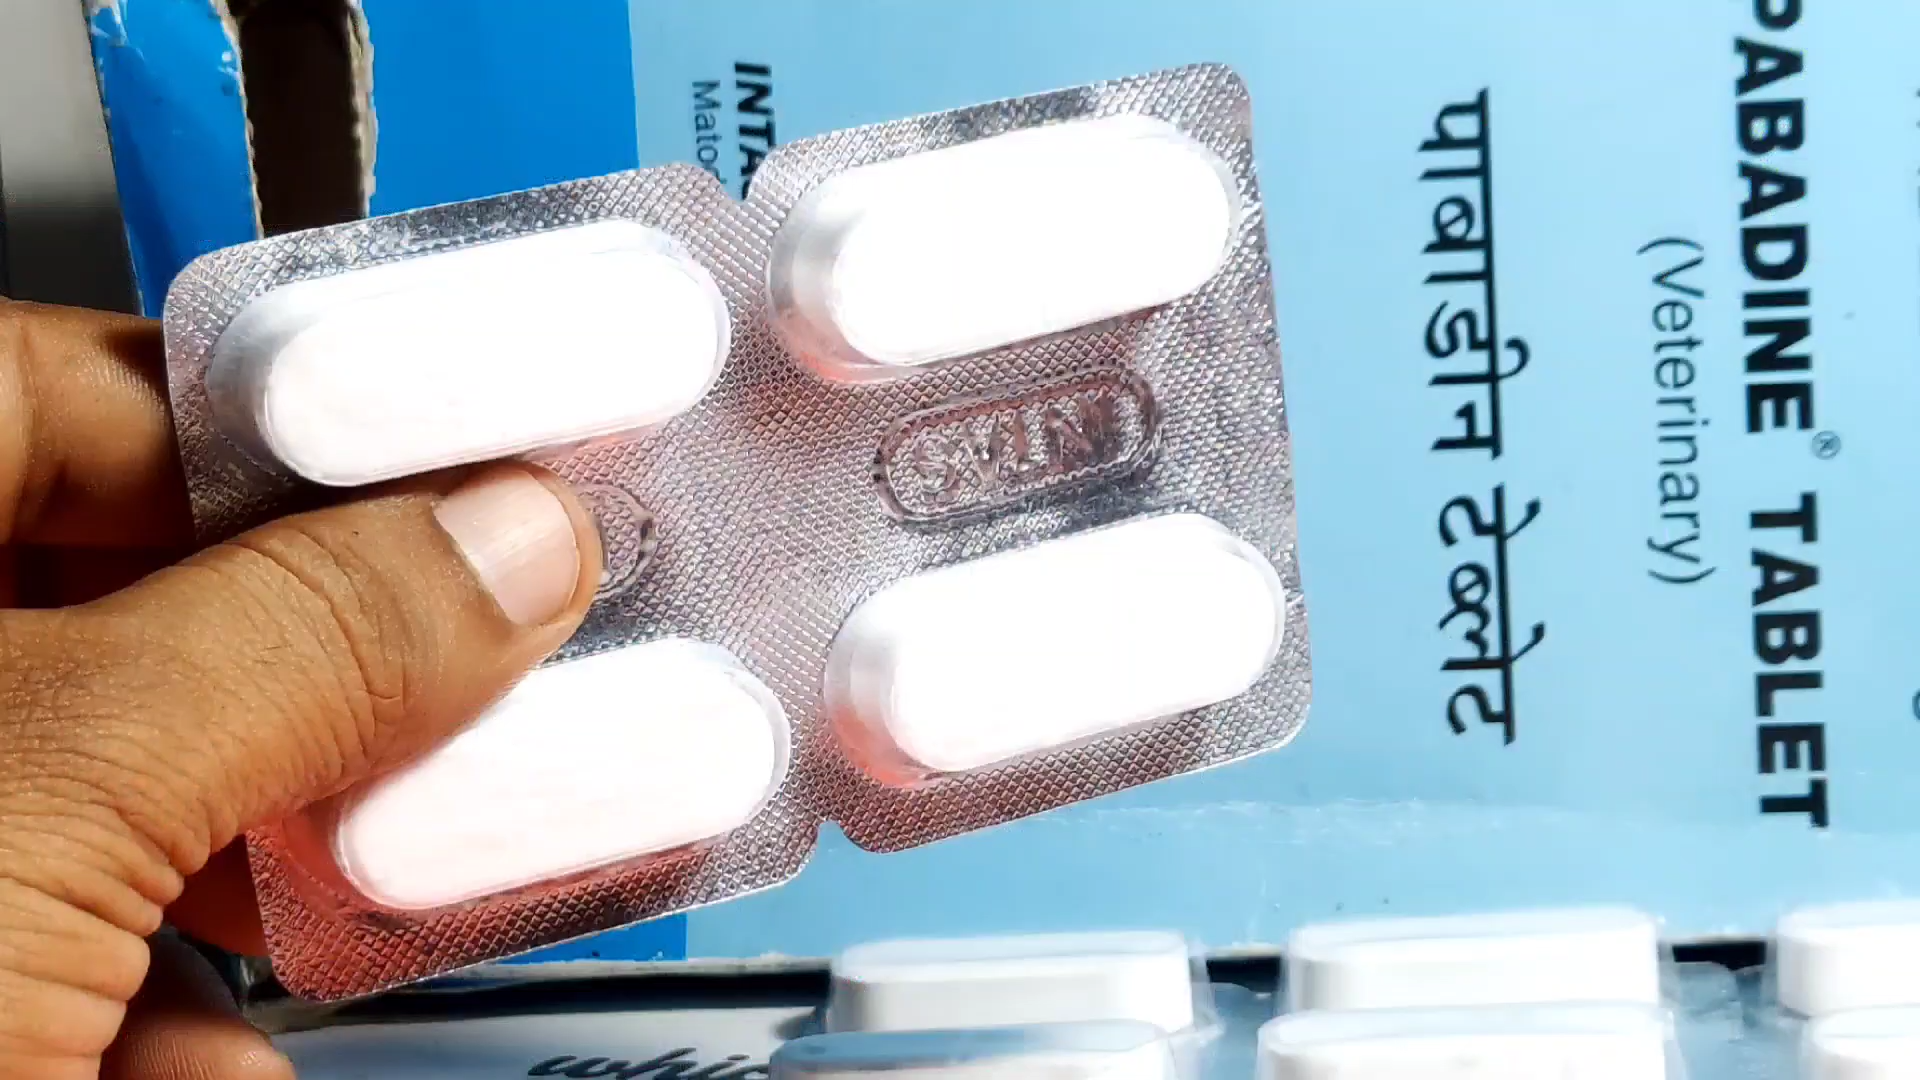 PABADINE® TABLET
(Veterinary)
पाबाडीन टेब्लेट
INTAS
INTAS